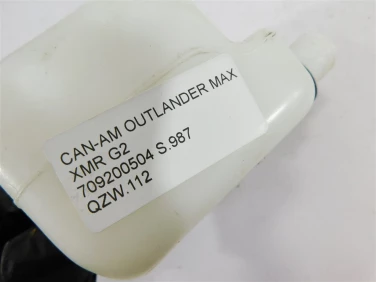 CAN-AM OUTLANDER MAX
XMR G2
709200504 S.987
QZW.112